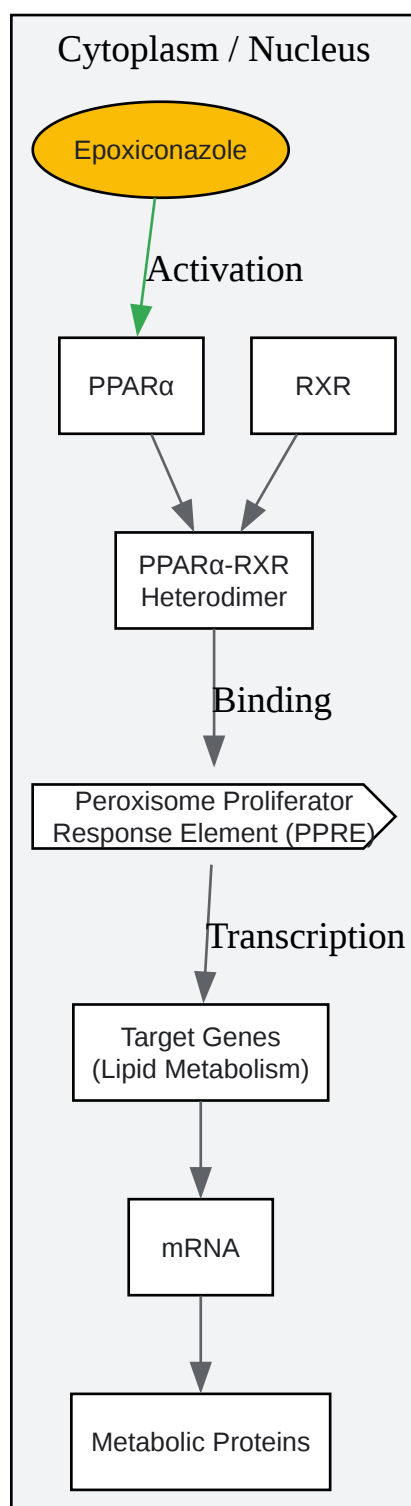 Cytoplasm / Nucleus
Epoxiconazole
Activation
PPARα
RXR
PPARα-RXR
Heterodimer
Binding
Peroxisome Proliferator
Response Element (PPRE)
Transcription
Target Genes
(Lipid Metabolism)
mRNA
Metabolic Proteins